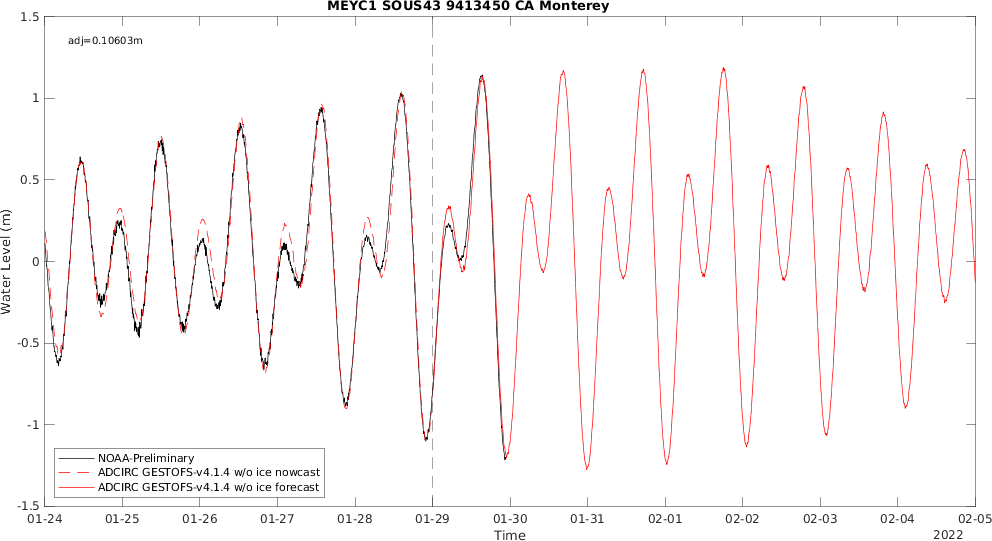 MEYC1 SOUS43 9413450 CA Monterey
adj=0.10603m
Water Level (m)
1.5
1
0.5
0
-0.5
-1
-1.5
NOAA-Preliminary
ADCIRC GESTOFS-v4.1.4 w/o ice nowcast
ADCIRC GESTOFS-v4.1.4 w/o ice forecast
01-24 01-25 01-26 01-27 01-28 01-29 01-30 01-31 02-01 02-02 02-03 02-04 02-05
Time
2022